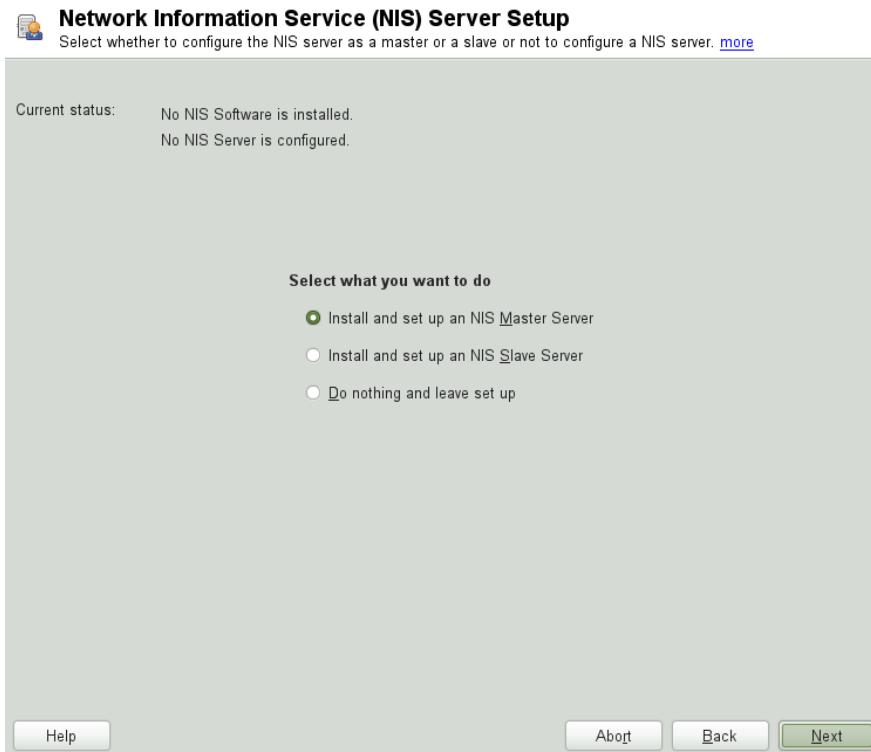 Network Information Service (NIS) Server Setup
Select whether to configure the NIS server as a master or a slave or not to configure a NIS server. more
Current status: No NIS Software is installed.
No NIS Server is configured.
Select what you want to do
Install and set up an NIS Master Server
Install and set up an NIS Slave Server
Do nothing and leave set up
Help Abort Back Next